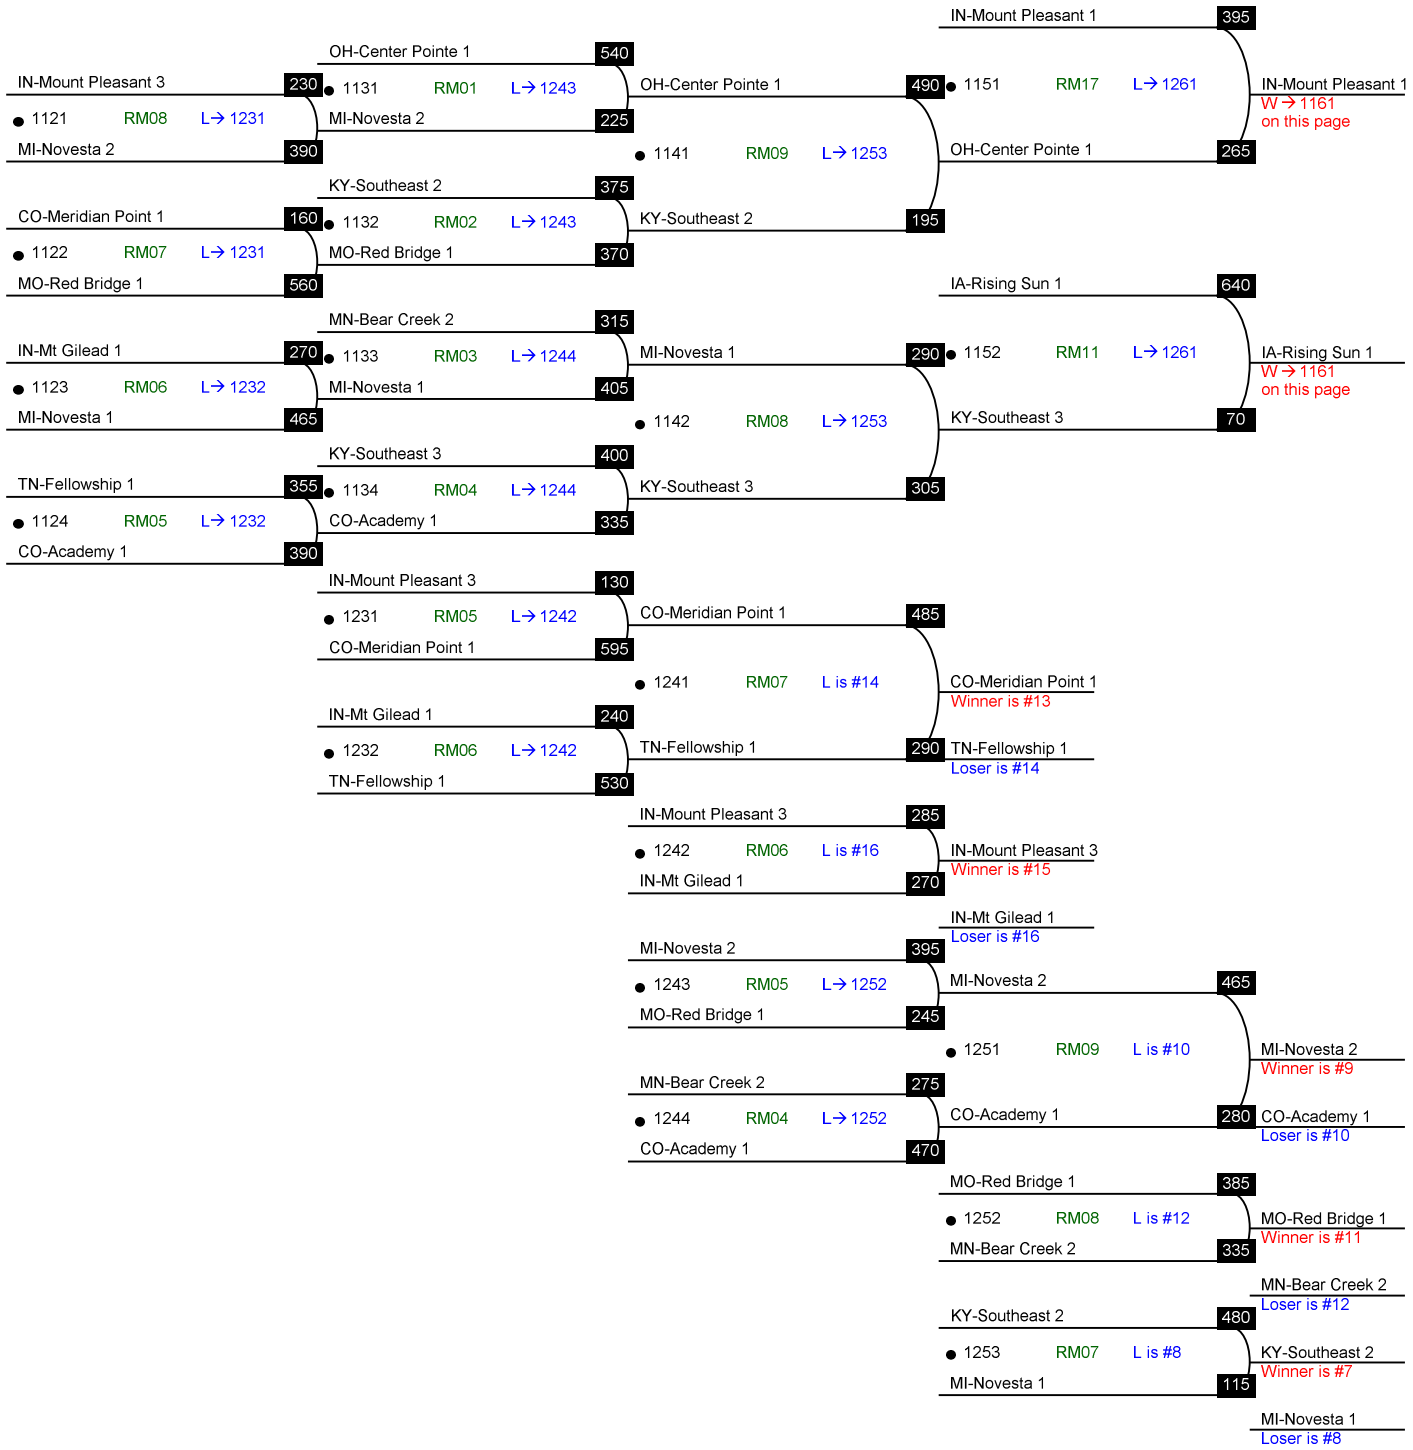 IN-Mount Pleasant 1 395
OH-Center Pointe 1 540
IN-Mount Pleasant 3 230
1131 RM01 L→1243
OH-Center Pointe 1 490
1151 RM17 L→1261
IN-Mount Pleasant 1
W→1161
on this page
1121 RM08 L→1231
MI-Novesta 2 225
MI-Novesta 2 390
1141 RM09 L→1253
OH-Center Pointe 1 265
KY-Southeast 2 375
CO-Meridian Point 1 160
1132 RM02 L→1243
KY-Southeast 2 195
1122 RM07 L→1231
MO-Red Bridge 1 370
MO-Red Bridge 1 560
IA-Rising Sun 1 640
MN-Bear Creek 2 315
IN-Mt Gilead 1 270
1133 RM03 L→1244
MI-Novesta 1 290
1152 RM11 L→1261
IA-Rising Sun 1
W→1161
on this page
1123 RM06 L→1232
MI-Novesta 1 405
MI-Novesta 1 465
1142 RM08 L→1253
KY-Southeast 3 70
KY-Southeast 3 400
TN-Fellowship 1 355
1134 RM04 L→1244
KY-Southeast 3 305
1124 RM05 L→1232
CO-Academy 1 335
CO-Academy 1 390
IN-Mount Pleasant 3 130
1231 RM05 L→1242
CO-Meridian Point 1 485
CO-Meridian Point 1 595
1241 RM07 L is #14
CO-Meridian Point 1
Winner is #13
IN-Mt Gilead 1 240
1232 RM06 L→1242
TN-Fellowship 1 290
TN-Fellowship 1
Loser is #14
TN-Fellowship 1 530
IN-Mount Pleasant 3 285
1242 RM06 L is #16
IN-Mount Pleasant 3
Winner is #15
IN-Mt Gilead 1 270
IN-Mt Gilead 1
Loser is #16
MI-Novesta 2 395
1243 RM05 L→1252
MI-Novesta 2 465
MO-Red Bridge 1 245
1251 RM09 L is #10
MI-Novesta 2
Winner is #9
MN-Bear Creek 2 275
1244 RM04 L→1252
CO-Academy 1 280
CO-Academy 1
Loser is #10
CO-Academy 1 470
MO-Red Bridge 1 385
1252 RM08 L is #12
MO-Red Bridge 1
Winner is #11
MN-Bear Creek 2 335
MN-Bear Creek 2
Loser is #12
KY-Southeast 2 480
1253 RM07 L is #8
KY-Southeast 2
Winner is #7
MI-Novesta 1 115
MI-Novesta 1
Loser is #8